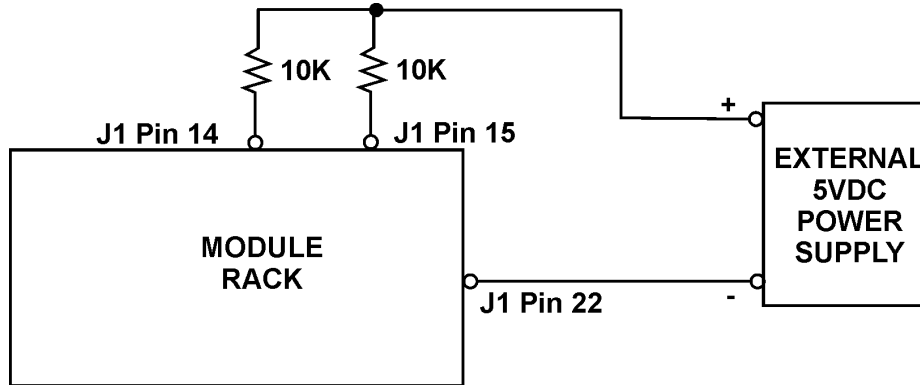 10K
10K
J1 Pin 14
J1 Pin 15
+
EXTERNAL
5VDC
POWER
SUPPLY
-
MODULE
RACK
J1 Pin 22